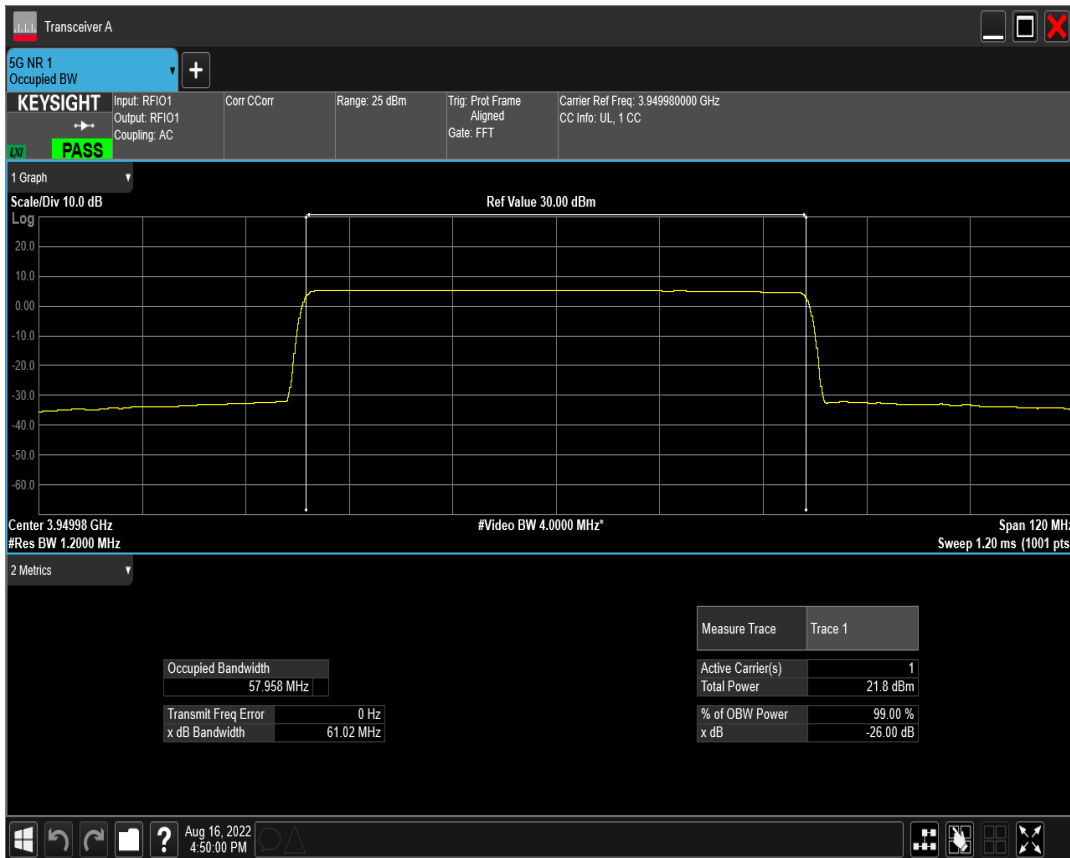 Transceiver A
5G NR 1
Occupied BW
+
KEYSIGHT
LXI
PASS
Input: RFIO1
Output: RFIO1
Coupling: AC
Corr CCorr
Range: 25 dBm
Trig: Prot Frame
Aligned
Gate: FFT
Carrier Ref Freq: 3.949980000 GHz
CC Info: UL, 1 CC
1 Graph
Scale/Div 10.0 dB
Ref Value 30.00 dBm
Log
20.0
10.0
0.00
-10.0
-20.0
-30.0
-40.0
-50.0
-60.0
Center 3.94998 GHz
#Video BW 4.0000 MHz*
Span 120 MHz
#Res BW 1.2000 MHz
Sweep 1.20 ms (1001 pts
2 Metrics
Measure Trace Trace 1
Occupied Bandwidth
57.958 MHz
Active Carrier(s) 1
Total Power 21.8 dBm
Transmit Freq Error 0 Hz
x dB Bandwidth 61.02 MHz
% of OBW Power 99.00 %
x dB -26.00 dB
?
Aug 16, 2022
4:50:00 PM